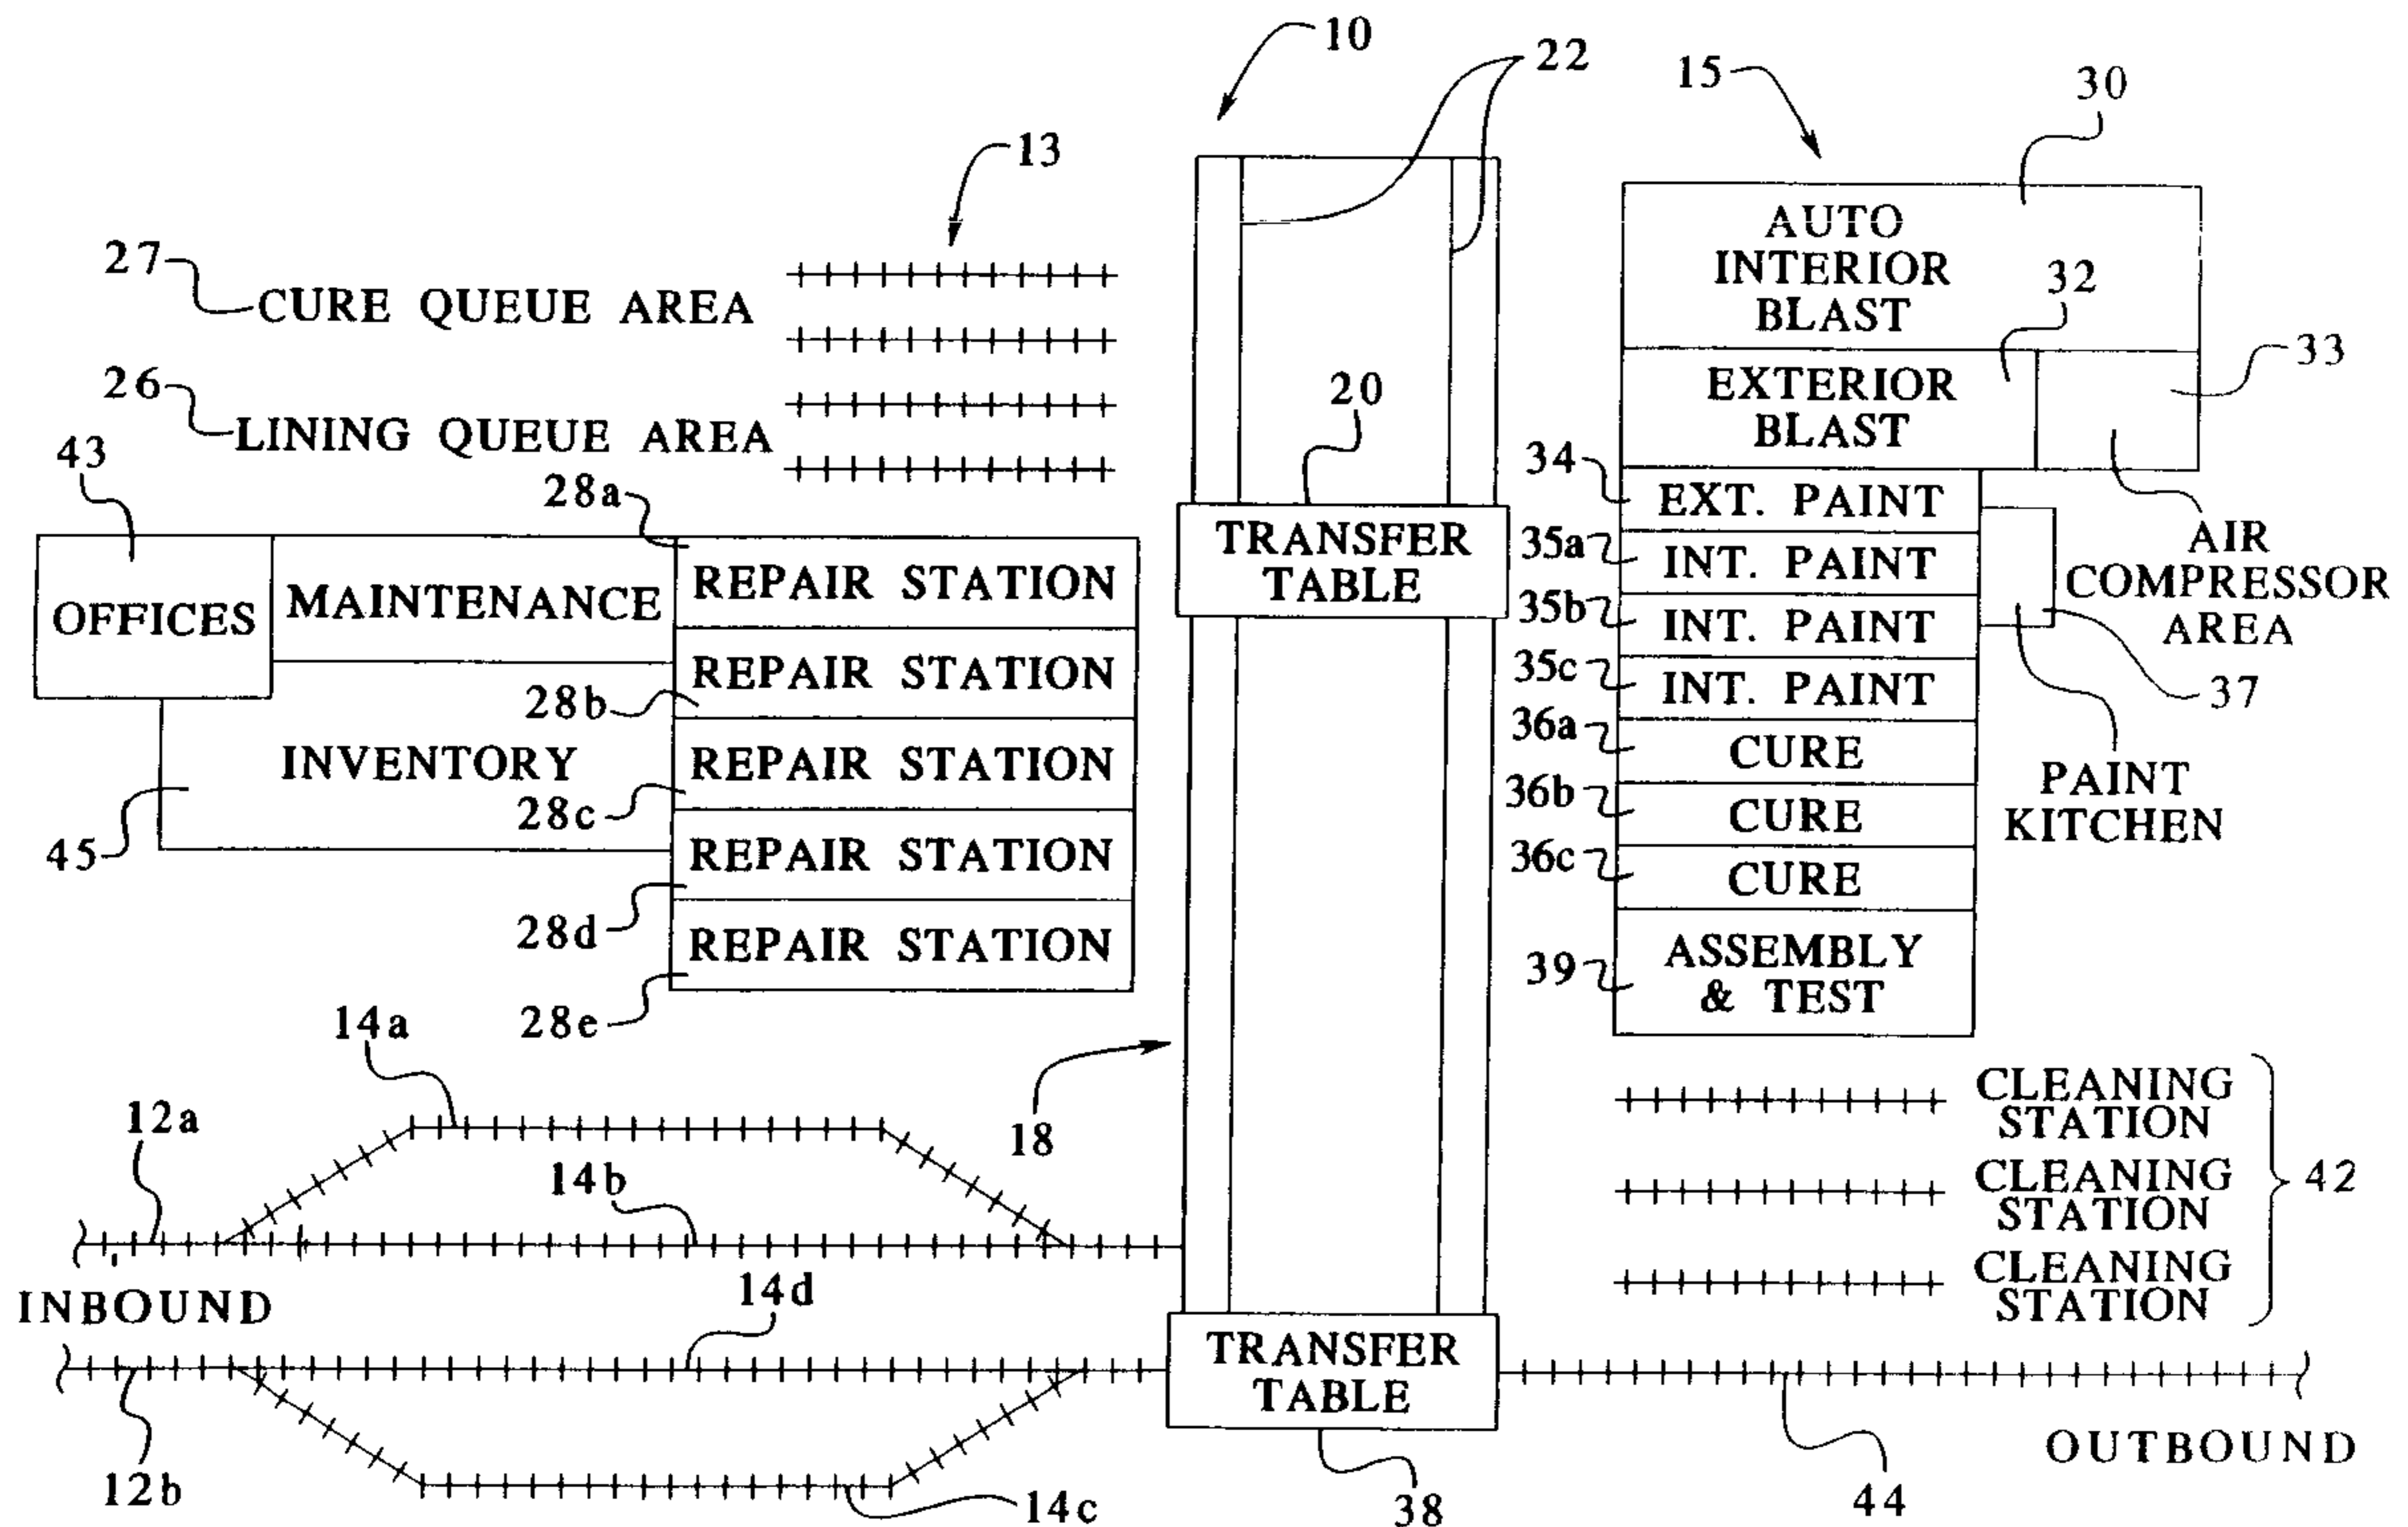 10
22
15
30
13
27
CURE QUEUE AREA
AUTO
INTERIOR
BLAST
32
33
26
LINING QUEUE AREA
20
EXTERIOR
BLAST
43
28a
34
EXT. PAINT
AIR
COMPRESSOR
AREA
OFFICES
MAINTENANCE
REPAIR STATION
TRANSFER
TABLE
35a
INT. PAINT
35b
INT. PAINT
28b
REPAIR STATION
35c
INT. PAINT
37
36a
CURE
INVENTORY
28c
REPAIR STATION
36b
CURE
PAINT
KITCHEN
45
REPAIR STATION
36c
CURE
28d
REPAIR STATION
39
ASSEMBLY
& TEST
28e
14a
18
12a
14b
CLEANING
STATION
CLEANING
STATION
42
CLEANING
STATION
INBOUND
14d
TRANSFER
TABLE
12b
14c
38
44
OUTBOUND